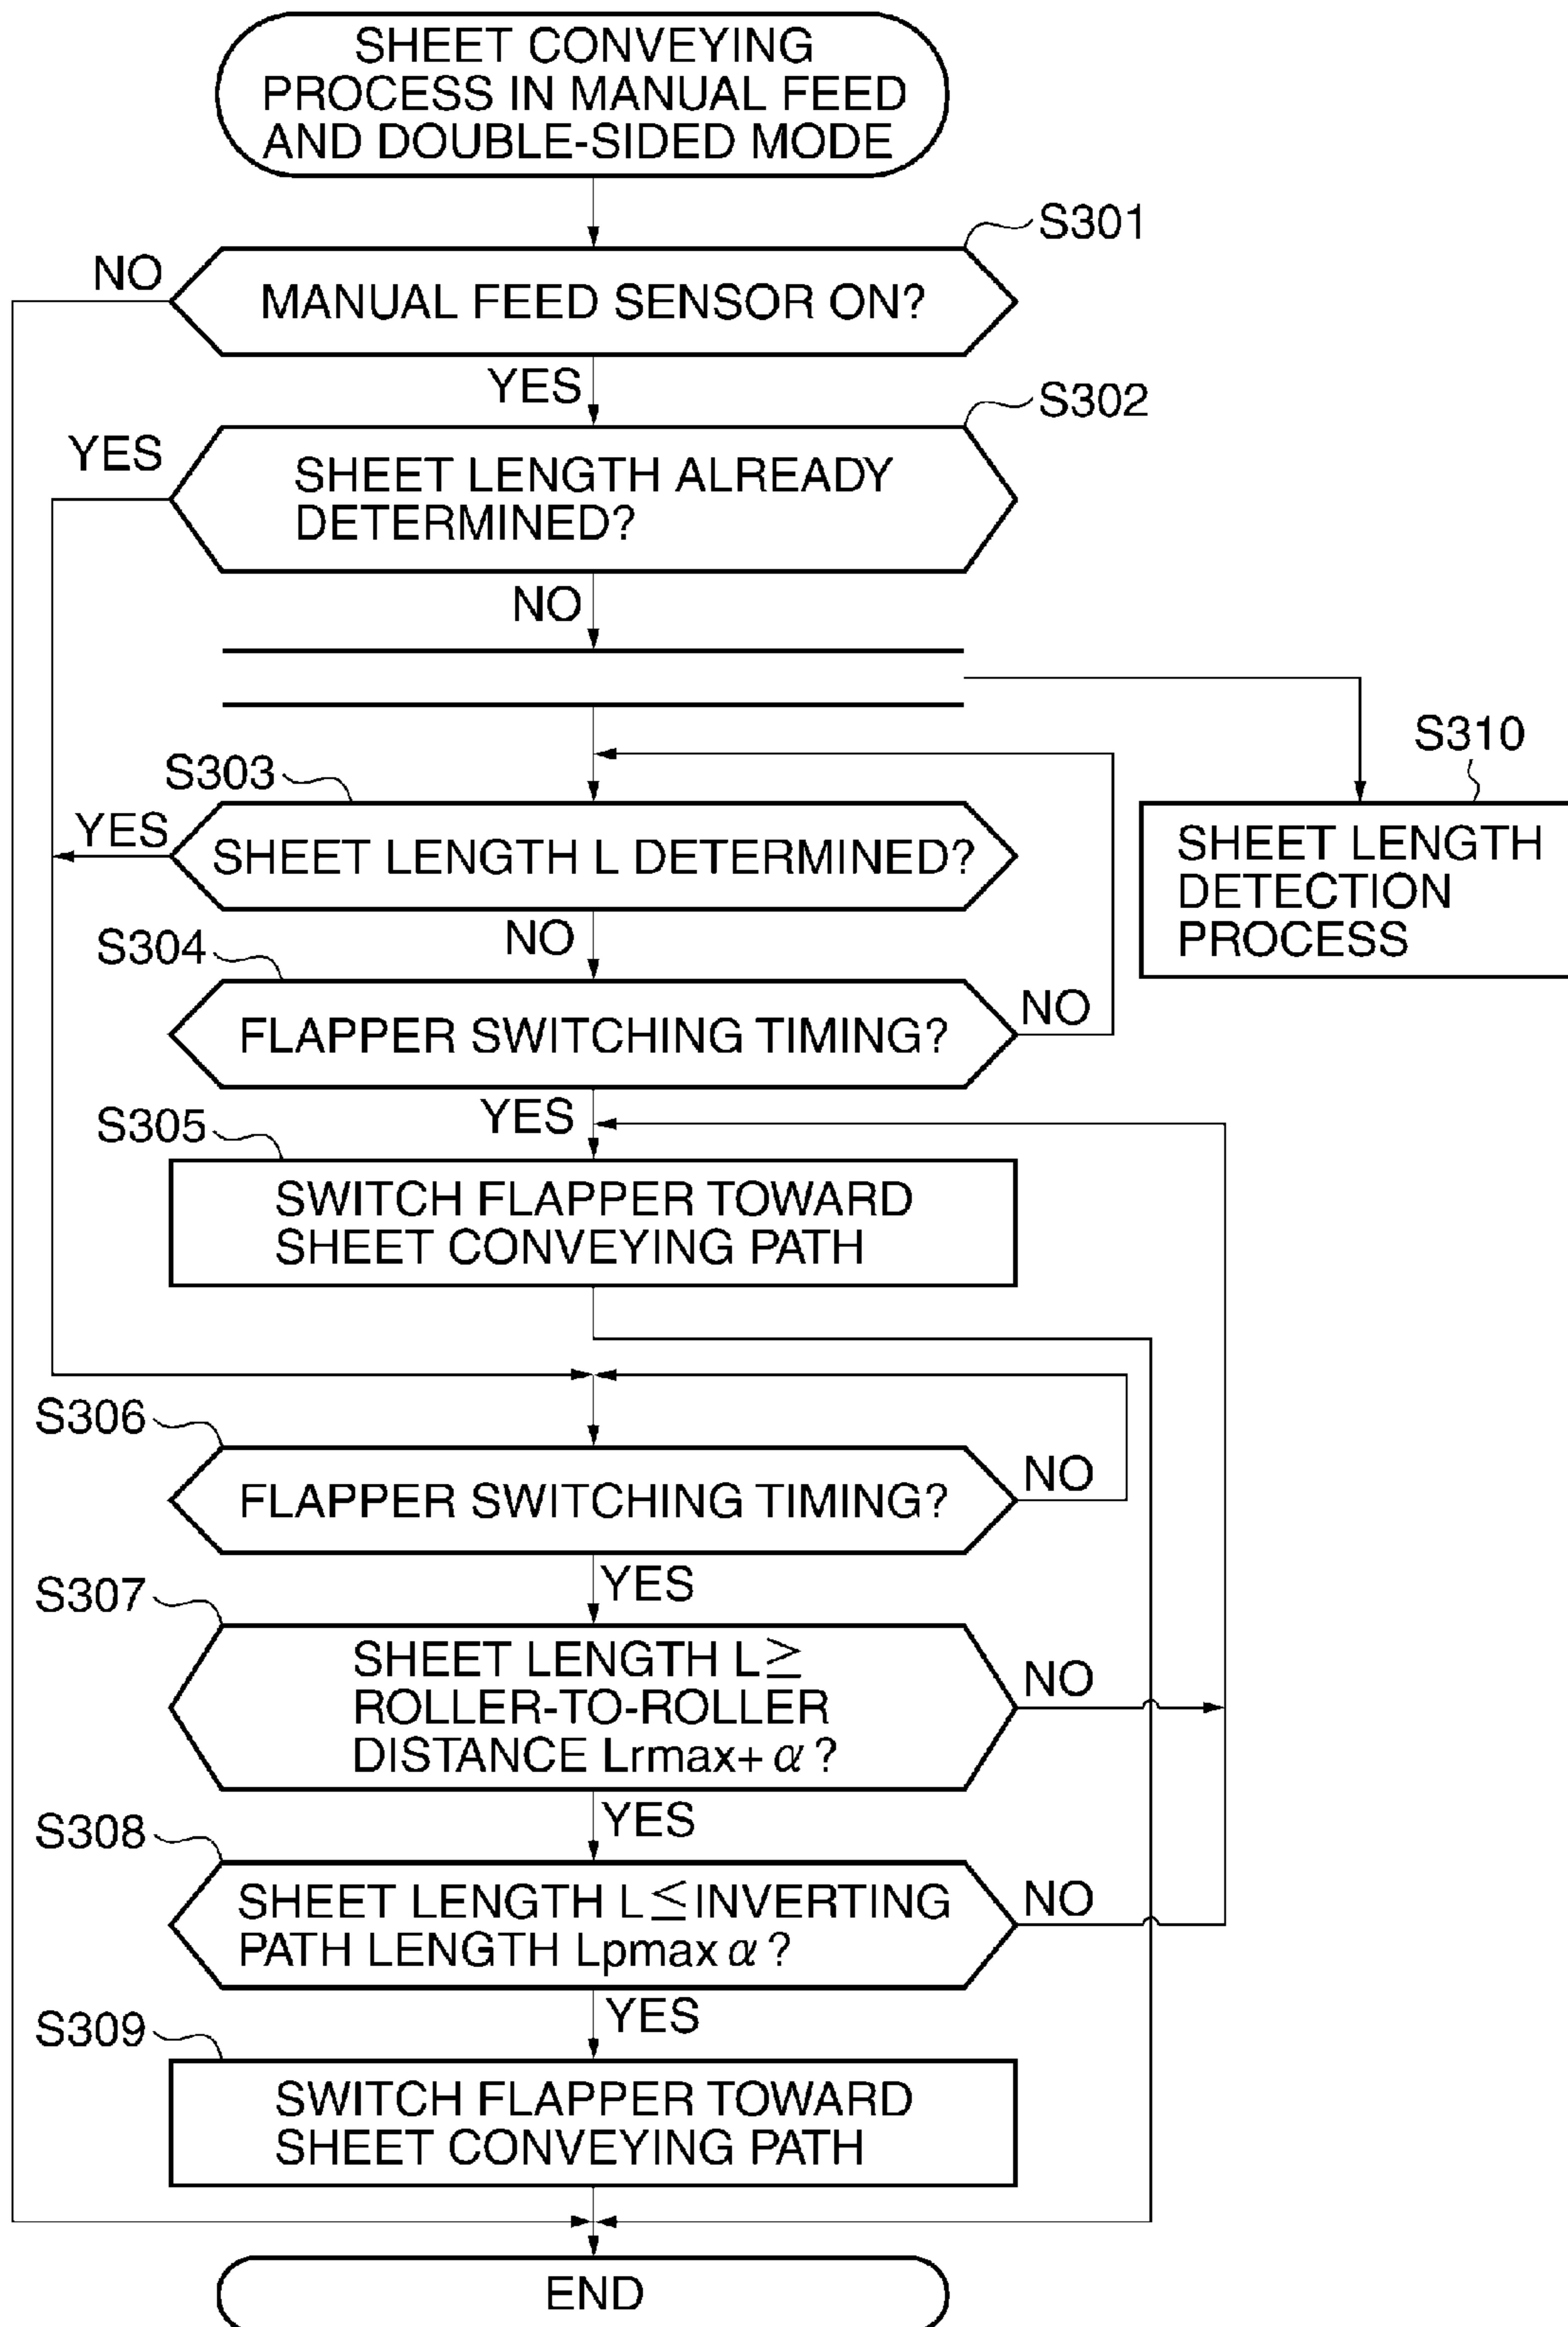 SHEET CONVEYING
PROCESS IN MANUAL FEED
AND DOUBLE-SIDED MODE
S301
NO
MANUAL FEED SENSOR ON?
YES
S302
YES
SHEET LENGTH ALREADY
DETERMINED?
NO
S310
SHEET LENGTH
DETECTION
PROCESS
S303
YES
SHEET LENGTH L DETERMINED?
NO
S304
FLAPPER SWITCHING TIMING?
NO
YES
S305
SWITCH FLAPPER TOWARD
SHEET CONVEYING PATH
S306
FLAPPER SWITCHING TIMING?
NO
YES
S307
SHEET LENGTH L≧
ROLLER-TO-ROLLER
DISTANCE Lrmax+α?
NO
YES
S308
SHEET LENGTH L≦INVERTING
PATH LENGTH Lpmaxα?
NO
YES
S309
SWITCH FLAPPER TOWARD
SHEET CONVEYING PATH
END